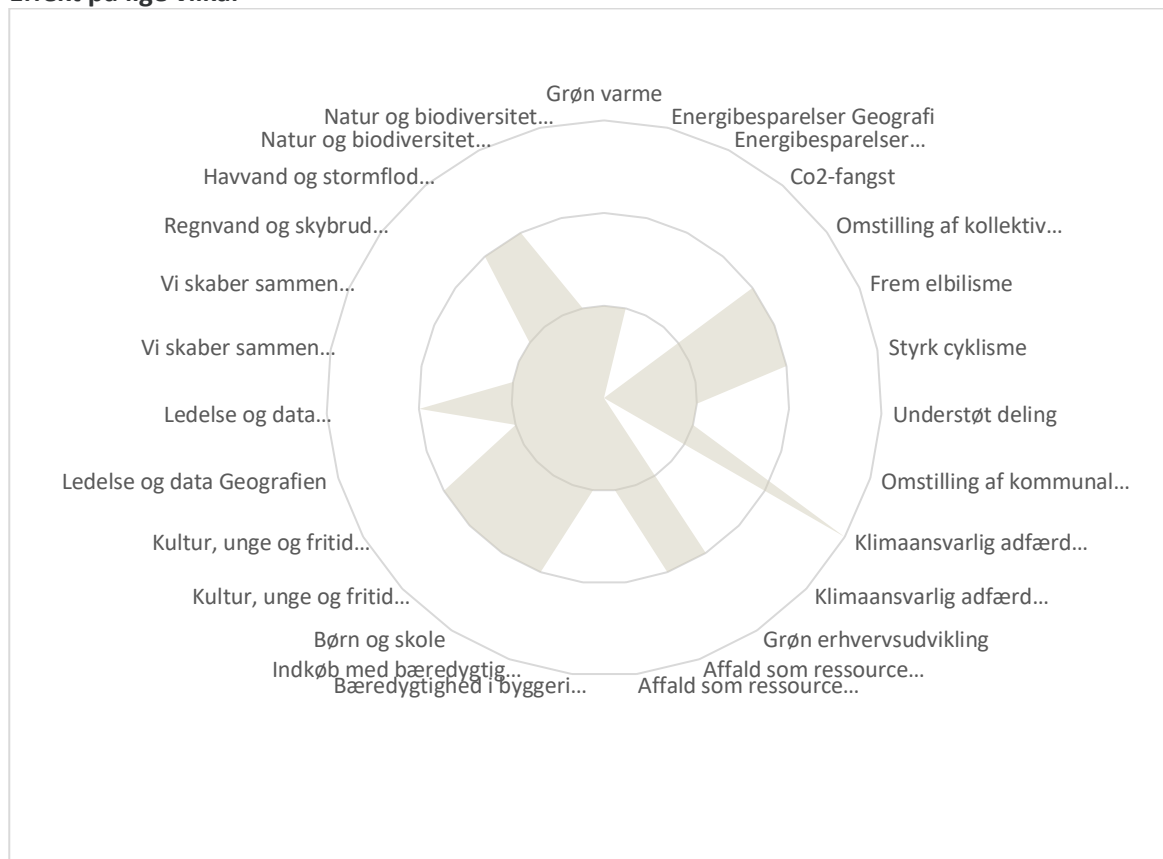 Grøn varme
Energibesparelser Geografi
Energibesparelser...
Co2-fangst
Omstilling af kollektiv...
Frem elbilisme
Styrk cyklisme
Understøt deling
Omstilling af kommunal...
Klimaansvarlig adfærd...
Klimaansvarlig adfærd...
Grøn erhvervsudvikling
Affald som ressource...
Affald som ressource...
Bæredygtighed i byggeri...
Indkøb med bæredygtig...
Børn og skole
Kultur, unge og fritid...
Kultur, unge og fritid...
Ledelse og data Geografien
Ledelse og data...
Vi skaber sammen...
Vi skaber sammen...
Regnvand og skybrud...
Havvand og stormflod...
Natur og biodiversitet...
Natur og biodiversitet...